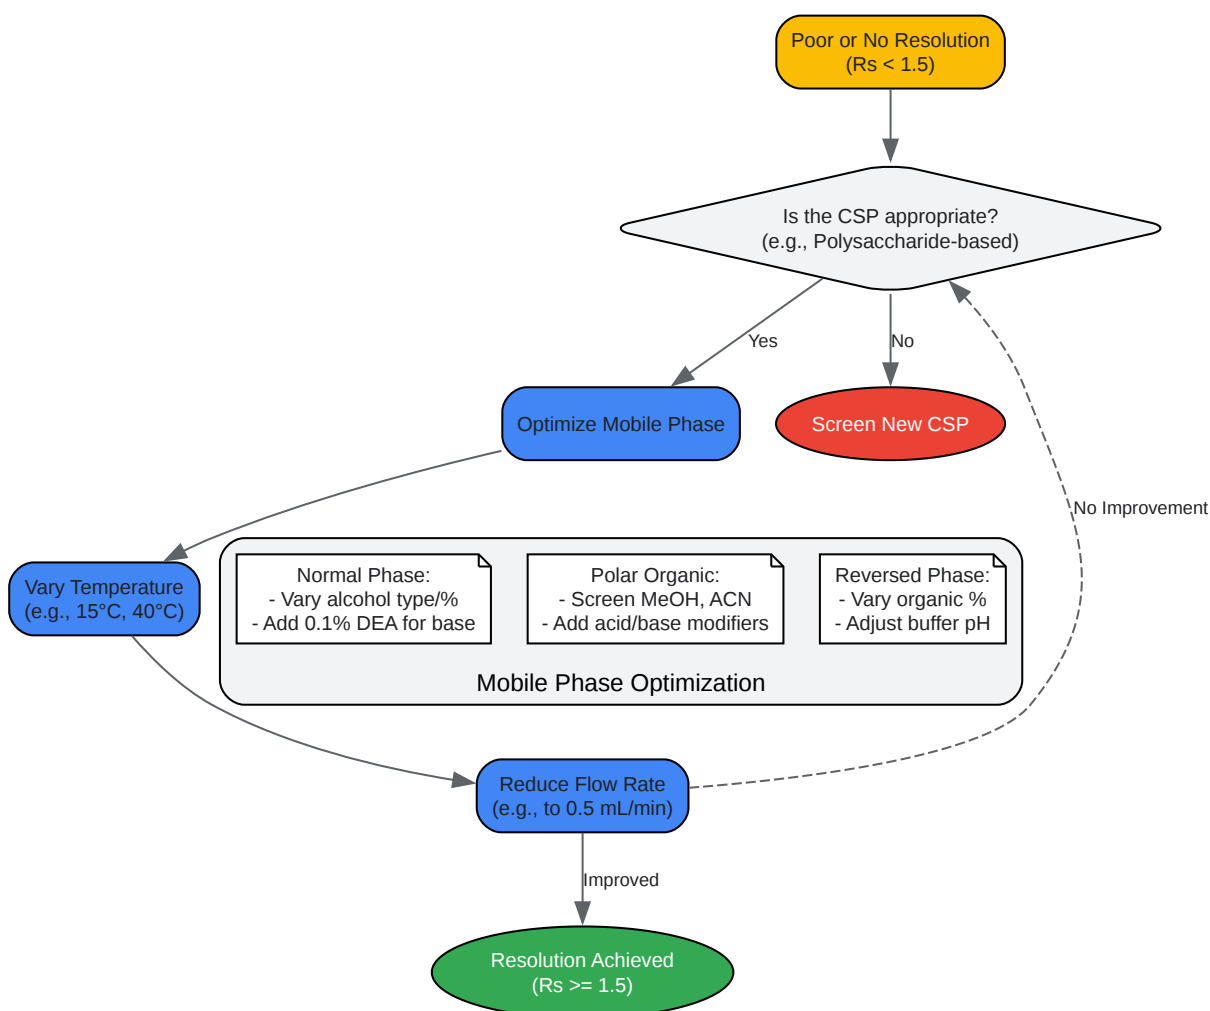 Poor or No Resolution
(Rs < 1.5)
Is the CSP appropriate?
(e.g., Polysaccharide-based)
Yes
No
Optimize Mobile Phase
Screen New CSP
No Improvement
Vary Temperature
(e.g., 15°C, 40°C)
Normal Phase:
- Vary alcohol type/%
- Add 0.1% DEA for base
Polar Organic:
- Screen MeOH, ACN
- Add acid/base modifiers
Reversed Phase:
- Vary organic %
- Adjust buffer pH
Mobile Phase Optimization
Reduce Flow Rate
(e.g., to 0.5 mL/min)
Improved
Resolution Achieved
(Rs >= 1.5)